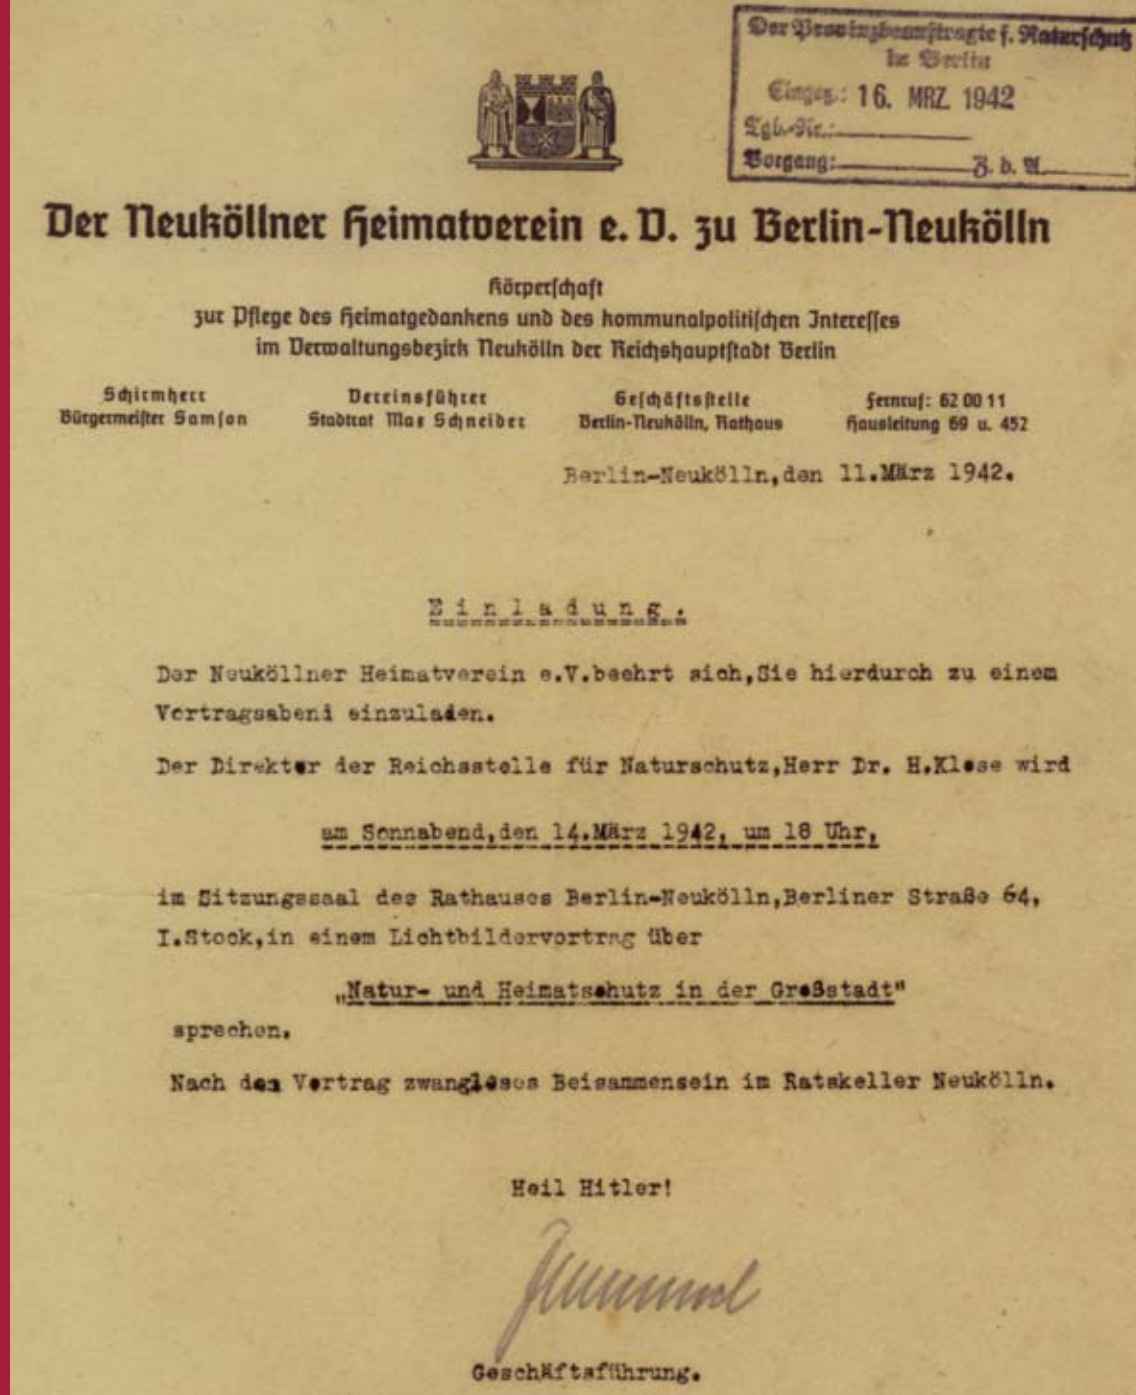 Der Provinzbeauftragte f. Naturschutz
in Berlin
Eingeg.: 16. MRZ. 1942
Tgb.-Nr.:
Vorgang: Z. d. A.
Der Neuköllner Heimatverein e. V. zu Berlin-Neukölln
Körperschaft
zur Pflege des Heimatgedankens und des kommunalpolitischen Interesses
im Verwaltungsbezirk Neukölln der Reichshauptstadt Berlin
Schirmherr
Bürgermeister Samson
Vereinsführer
Stadtrat Max Schneider
Geschäftsstelle
Berlin-Neukölln, Rathaus
Fernruf: 62 00 11
Hausleitung 69 u. 452
Berlin-Neukölln,den 11.März 1942.
Einladung.
Der Neuköllner Heimatverein e.V.beehrt sich,Sie hierdurch zu einem
Vortragsabend einzuladen.
Der Direktor der Reichsstelle für Naturschutz,Herr Dr. H.Klose wird
am Sonnabend,den 14.März 1942, um 18 Uhr,
im Sitzungssaal des Rathauses Berlin-Neukölln,Berliner Straße 64,
I.Stock,in einem Lichtbildervortrag über
„Natur- und Heimatschutz in der Großstadt"
sprechen.
Nach dem Vortrag zwangloses Beisammensein im Ratskeller Neukölln.
Heil Hitler!
Geschäftsführung.